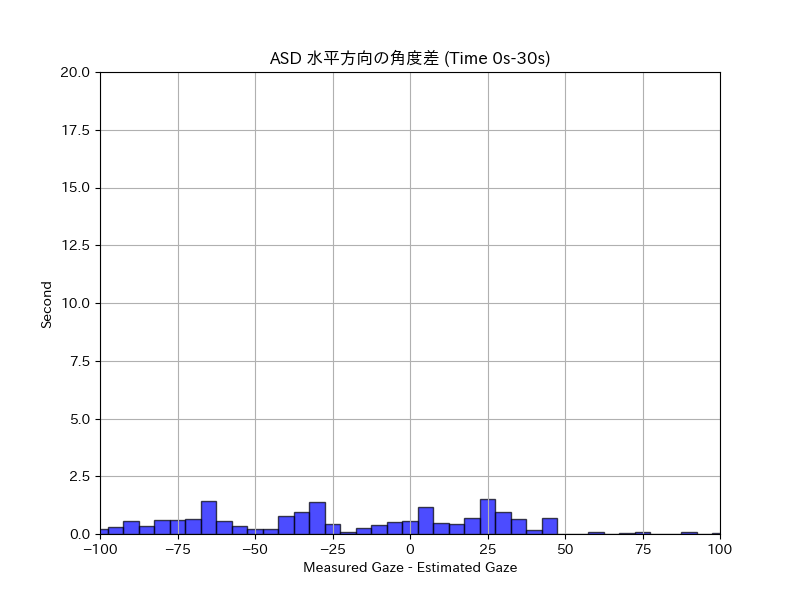 ASD 水平方向の角度差 (Time 0s-30s)
20.0
17.5
15.0
12.5
10.0
7.5
5.0
2.5
0.0
Second
−100 −75 −50 −25 0 25 50 75 100
Measured Gaze - Estimated Gaze